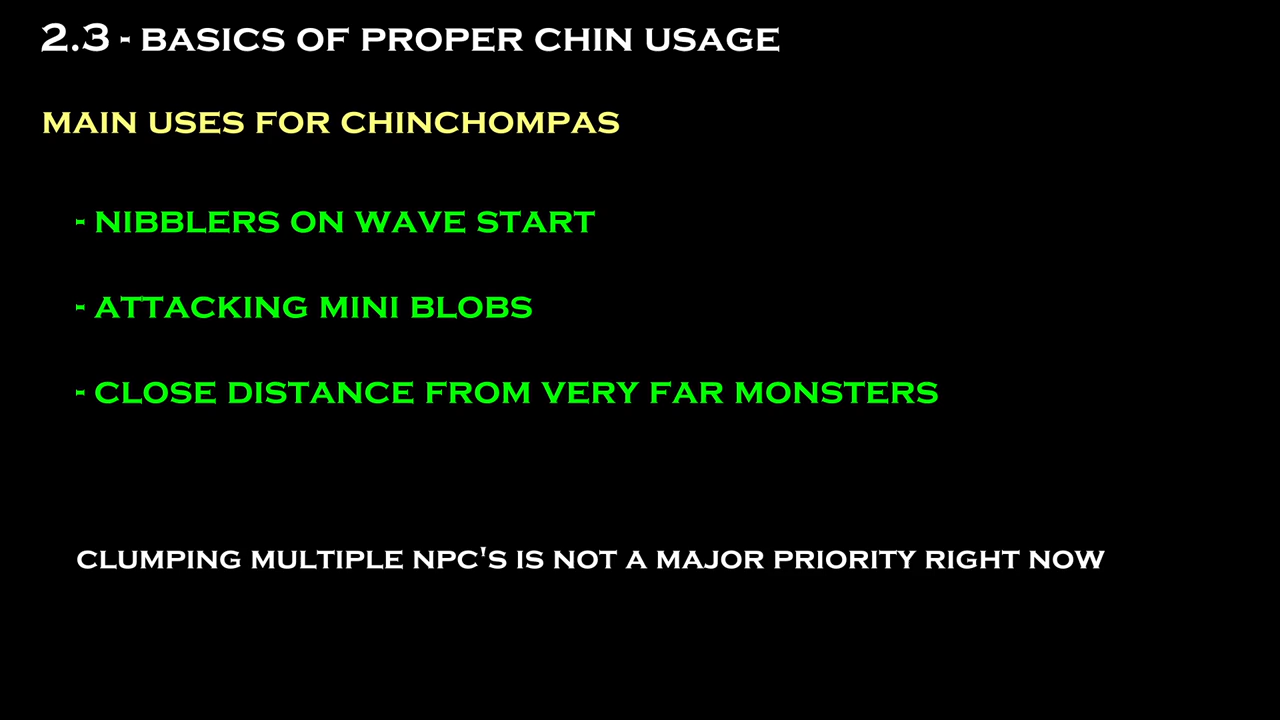 2.3 - BASICS OF PROPER CHIN USAGE
MAIN USES FOR CHINCHOMPAS
- NIBBLERS ON WAVE START
- ATTACKING MINI BLOBS
- CLOSE DISTANCE FROM VERY FAR MONSTERS
CLUMPING MULTIPLE NPC'S IS NOT A MAJOR PRIORITY RIGHT NOW